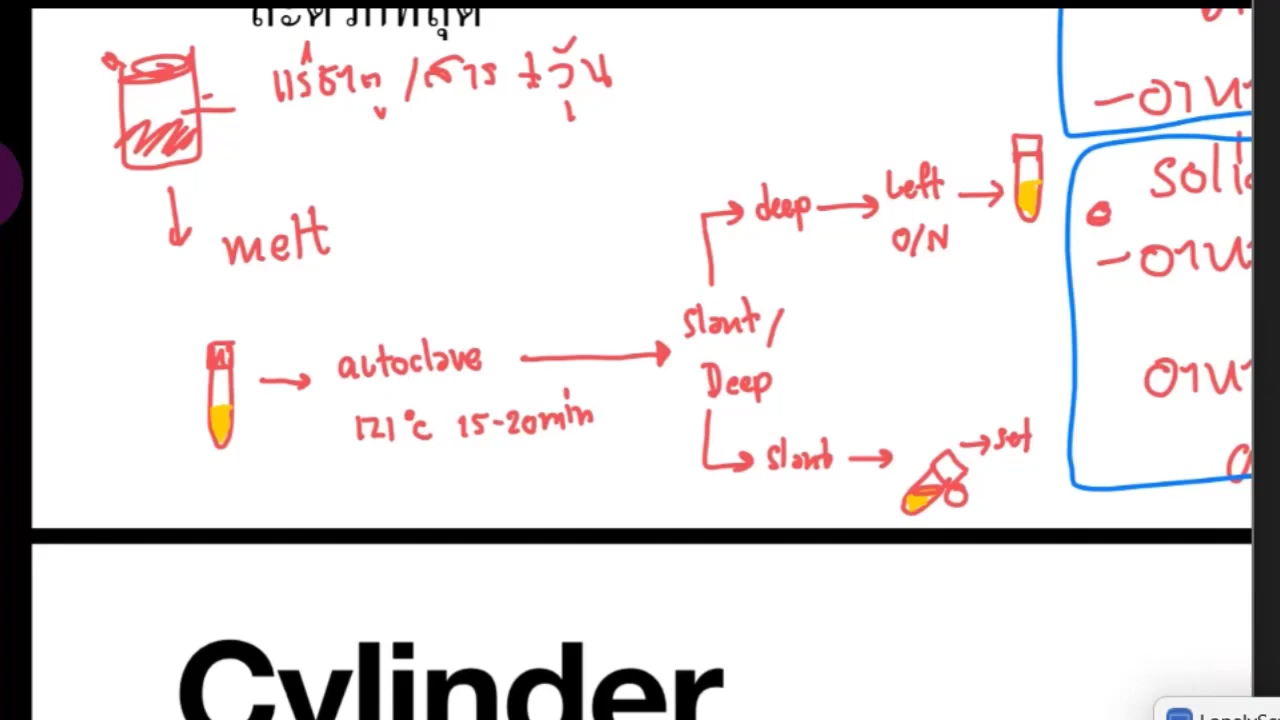 แร่ธาตุ / สาร + วุ้น
melt
autoclave
121°C 15-20min
Slant /
Deep
deep
Left
O/N
slant
set
Soli
- อาห
- อาห
อาห
Cylinder